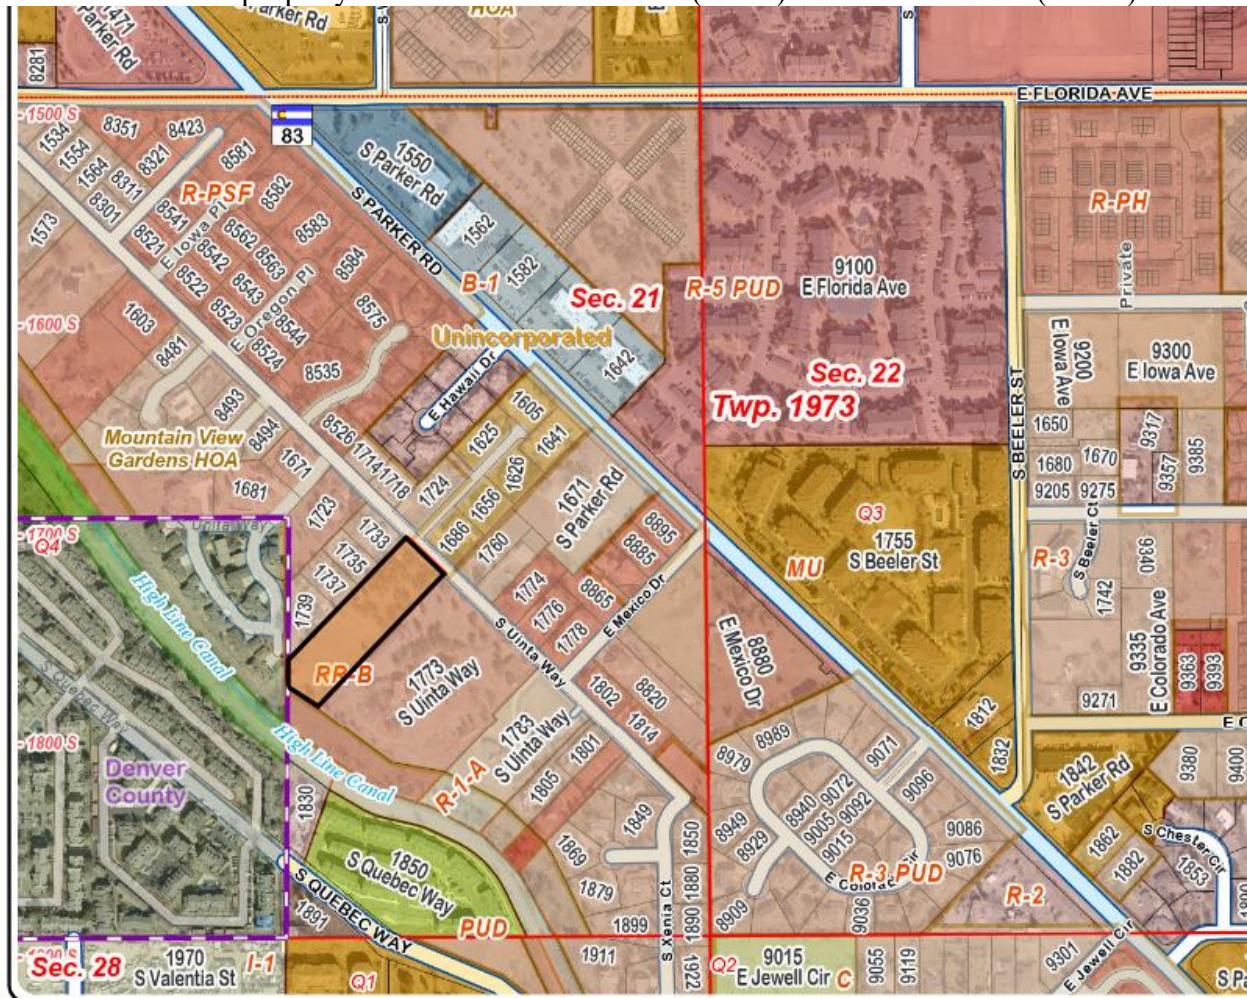 1471
Parker Rd
Parker Rd
HOA
8281
E FLORIDA AVE
1500 S
83
1534
1554
1564
8351
8423
8321
8311
8301
8581
R-PSF
8582
8541
8521
E Iowa Pl
8562
8563
8583
8584
8542
8522
8543
8523
E Oregon Pl
8544
8524
8575
8535
1573
1550
S Parker Rd
S PARKER RD
1562
1582
B-1
Sec. 21
1642
Unincorporated
R-5 PUD
9100
E Florida Ave
Sec. 22
Twp. 1973
S BEELER ST
R-PH
Private
E Iowa Ave
9200
9300
E Iowa Ave
1600 S
1603
8481
8493
8494
Mountain View
Gardens HOA
1671
1681
E Hawaii Dr
8526
1714
1718
1724
1605
1625
1641
1626
1656
1686
1760
1671
S Parker Rd
8895
8885
8865
E Mexico Dr
1650
1680
1670
9205
9275
9317
9357
9385
1700 S
Q4
S Uinta Way
1723
1733
1735
1737
1739
1774
1776
1778
S Uinta Way
Q3
1755
S Beeler St
MU
R-3
S Beeler Ct
1742
9340
9335
E Colorado Ave
9363
9393
9271
High Line Canal
S Quebec Way
RR-B
1773
S Uinta Way
8880
E Mexico Dr
1802
8820
1814
1812
1832
1800 S
Denver
County
High Line Canal
1783
S Uinta Way
1801
1805
R-1-A
1830
8979
8989
9071
9072
9096
8940
9092
9005
9015
8949
8929
9086
9076
R-3 PUD
9036
8909
1842
S Parker Rd
9380
9400
1862
1882
S Chester Cir
1853
R-2
1850
S Quebec Way
PUD
1849
1869
1879
1899
1850
1880
1890
S Xenia Ct
S QUEBEC WAY
1891
Sec. 28
1970
S Valentia St
I-1
Q1
1911
1922
Q2
9015
E Jewell Cir
C
9055
9119
9301
E Jewell Cir